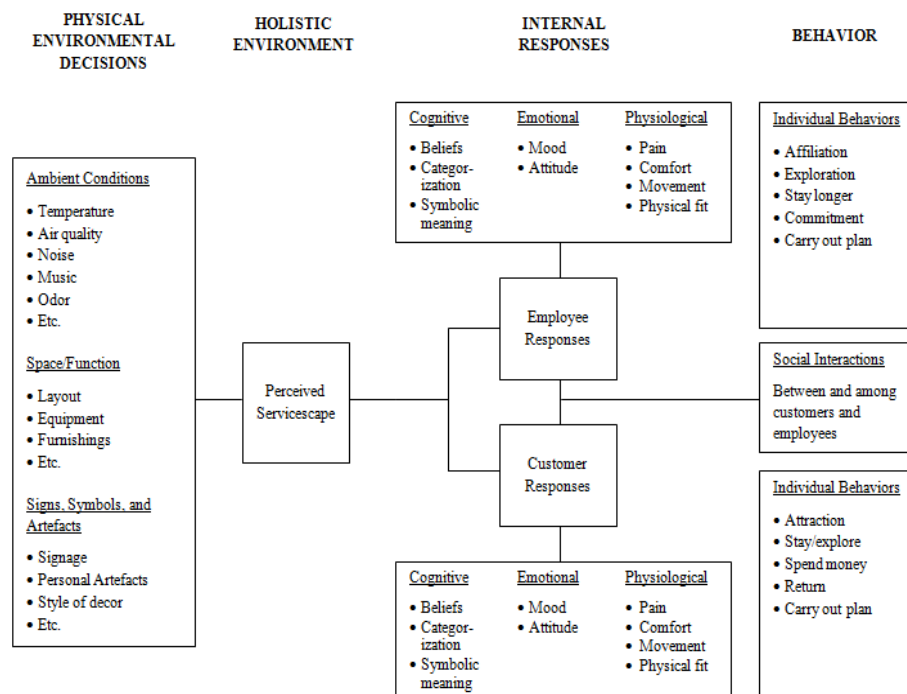 PHYSICAL
ENVIRONMENTAL
DECISIONS
HOLISTIC
ENVIRONMENT
INTERNAL
RESPONSES
BEHAVIOR
Ambient Conditions
• Temperature
• Air quality
• Noise
• Music
• Odor
• Etc.
Space/Function
• Layout
• Equipment
• Furnishings
• Etc.
Signs, Symbols, and
Artefacts
• Signage
• Personal Artefacts
• Style of decor
• Etc.
Perceived
Servicescape
Cognitive
• Beliefs
• Categor-
ization
• Symbolic
meaning
Emotional
• Mood
• Attitude
Physiological
• Pain
• Comfort
• Movement
• Physical fit
Employee
Responses
Customer
Responses
Cognitive
• Beliefs
• Categor-
ization
• Symbolic
meaning
Emotional
• Mood
• Attitude
Physiological
• Pain
• Comfort
• Movement
• Physical fit
Individual Behaviors
• Affiliation
• Exploration
• Stay longer
• Commitment
• Carry out plan
Social Interactions
Between and among
customers and
employees
Individual Behaviors
• Attraction
• Stay/explore
• Spend money
• Return
• Carry out plan